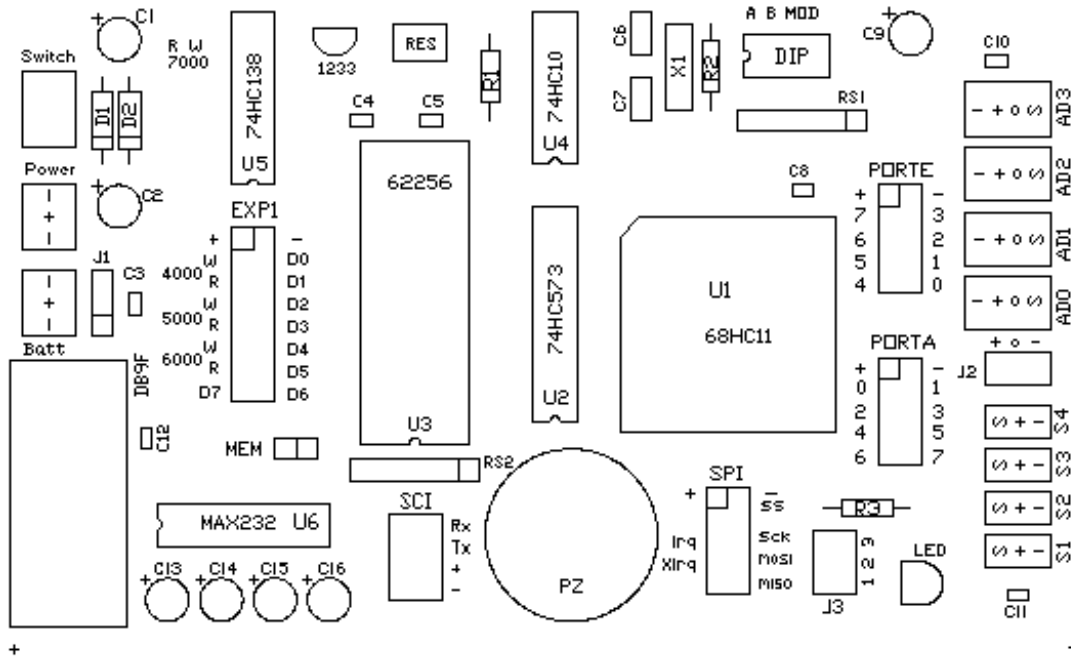 + C1
R W
7000
Switch
D1 D2
74HC138
U5
1233
RES
C4 C5
R1
74HC10
U4
C6
C7
X1
R2
A B MOD
DIP
RS1
+
C9
C10
- + o S AD3
- + o S AD2
- + o S AD1
- + o S AD0
Power
- + -
+ C2
Batt
- + -
J1
C3
EXP1
+ -
W D0
4000
R D1
W D2
5000
R D3
W D4
6000
R D5
D7 D6
62256
U3
74HC573
U2
C8
U1
68HC11
PORTE
+ -
7 3
6 2
5 1
4 0
PORTA
+ -
0 1
2 3
4 5
6 7
+ o -
J2
S + - S4
S + - S3
S + - S2
S + - S1
DB9F
C12
MEM
RS2
MAX232 U6
+ C13 + C14 + C15 + C16
SCI
Rx
Tx
+
-
PZ
SPI
+ -
SS
Irq Sck
XIrq MOSI
MISO
R3
1 2 3
J3
LED
C11
+